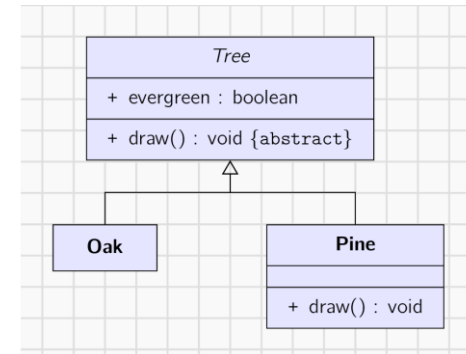 Tree
+ evergreen : boolean
+ draw() : void {abstract}
Oak
Pine
+ draw() : void